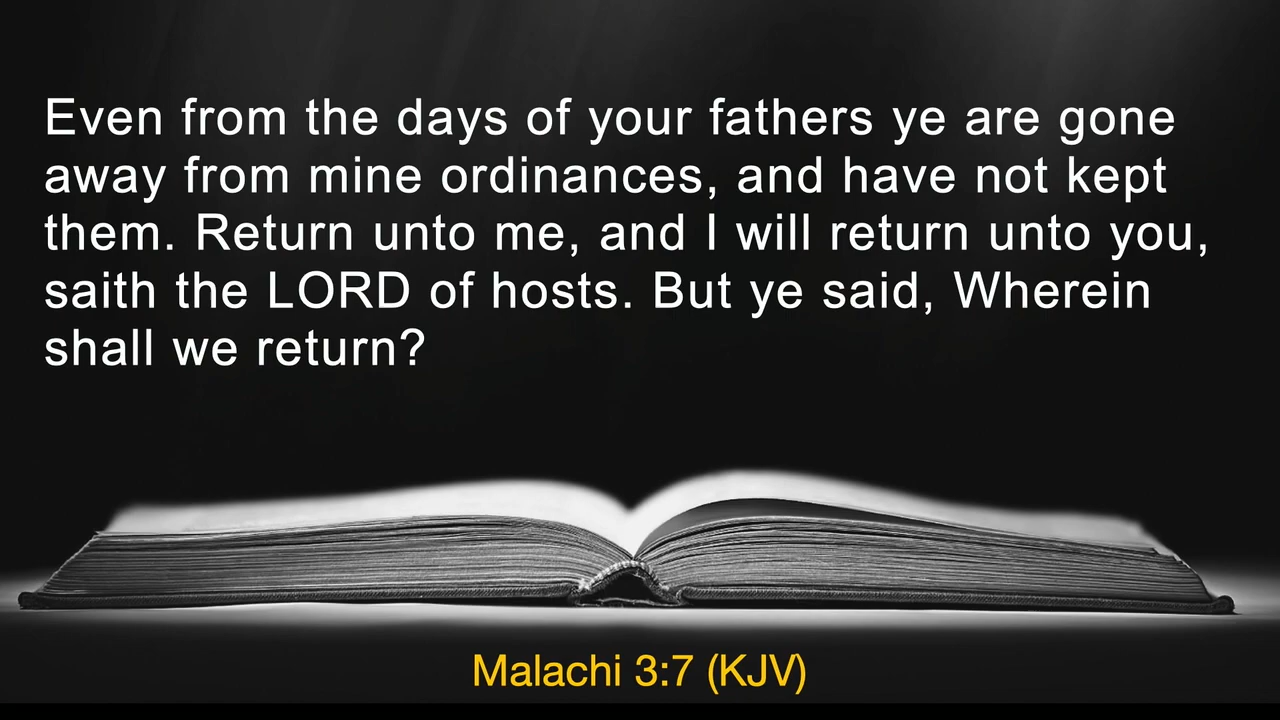 Even from the days of your fathers ye are gone
away from mine ordinances, and have not kept
them. Return unto me, and I will return unto you,
saith the LORD of hosts. But ye said, Wherein
shall we return?
Malachi 3:7 (KJV)